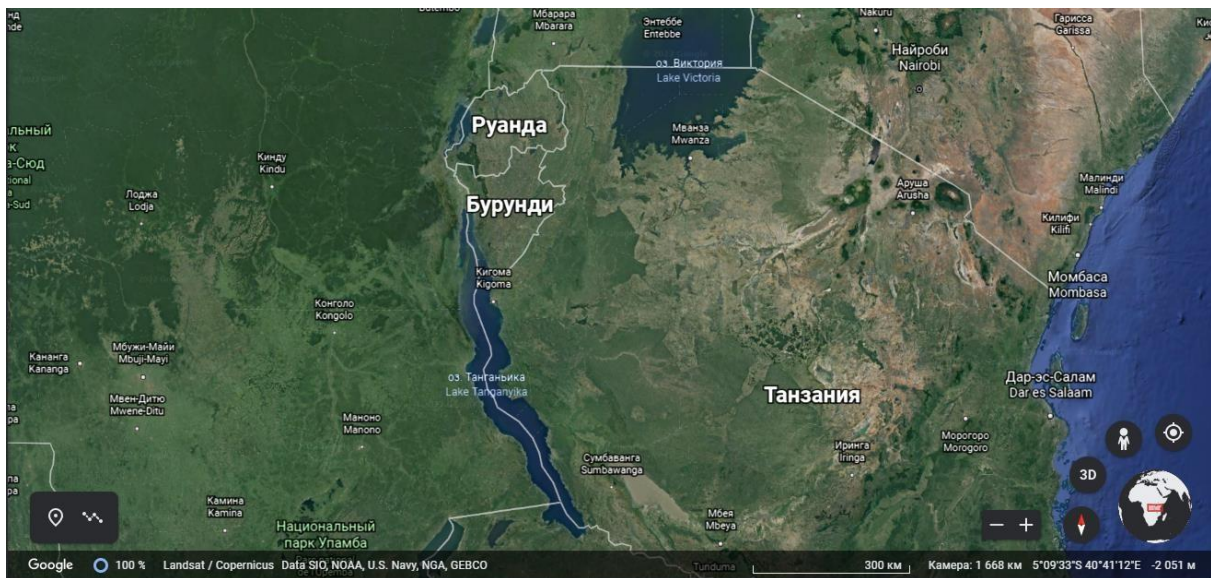 Мбарара
Mbarara
Энтеббе
Entebbe
Nakuru
Гарисса
Garissa
Найроби
Nairobi
оз. Виктория
Lake Victoria
Руанда
Мванза
Mwanza
Кинду
Kindu
Лоджа
Lodja
Бурунди
Аруша
Arusha
Малинди
Malindi
Килифи
Kilifi
Кигома
Kigoma
Момбаса
Mombasa
Конголо
Kongolo
Мбужи-Майи
Mbuji-Mayi
Кананга
Kananga
оз. Танганьика
Lake Tanganyika
Мвен-Дитю
Mwene-Ditu
Танзания
Дар-эс-Салам
Dar es Salaam
Маноно
Manono
Иринга
Iringa
Морогоро
Morogoro
Сумбаванга
Sumbawanga
3D
Камина
Kamina
Национальный
парк Упамба
Мбея
Mbeya
Tunduma
Google 100 % Landsat / Copernicus Data SIO, NOAA, U.S. Navy, NGA, GEBCO 300 км Камера: 1 668 км 5°09'33"S 40°41'12"E -2 051 м